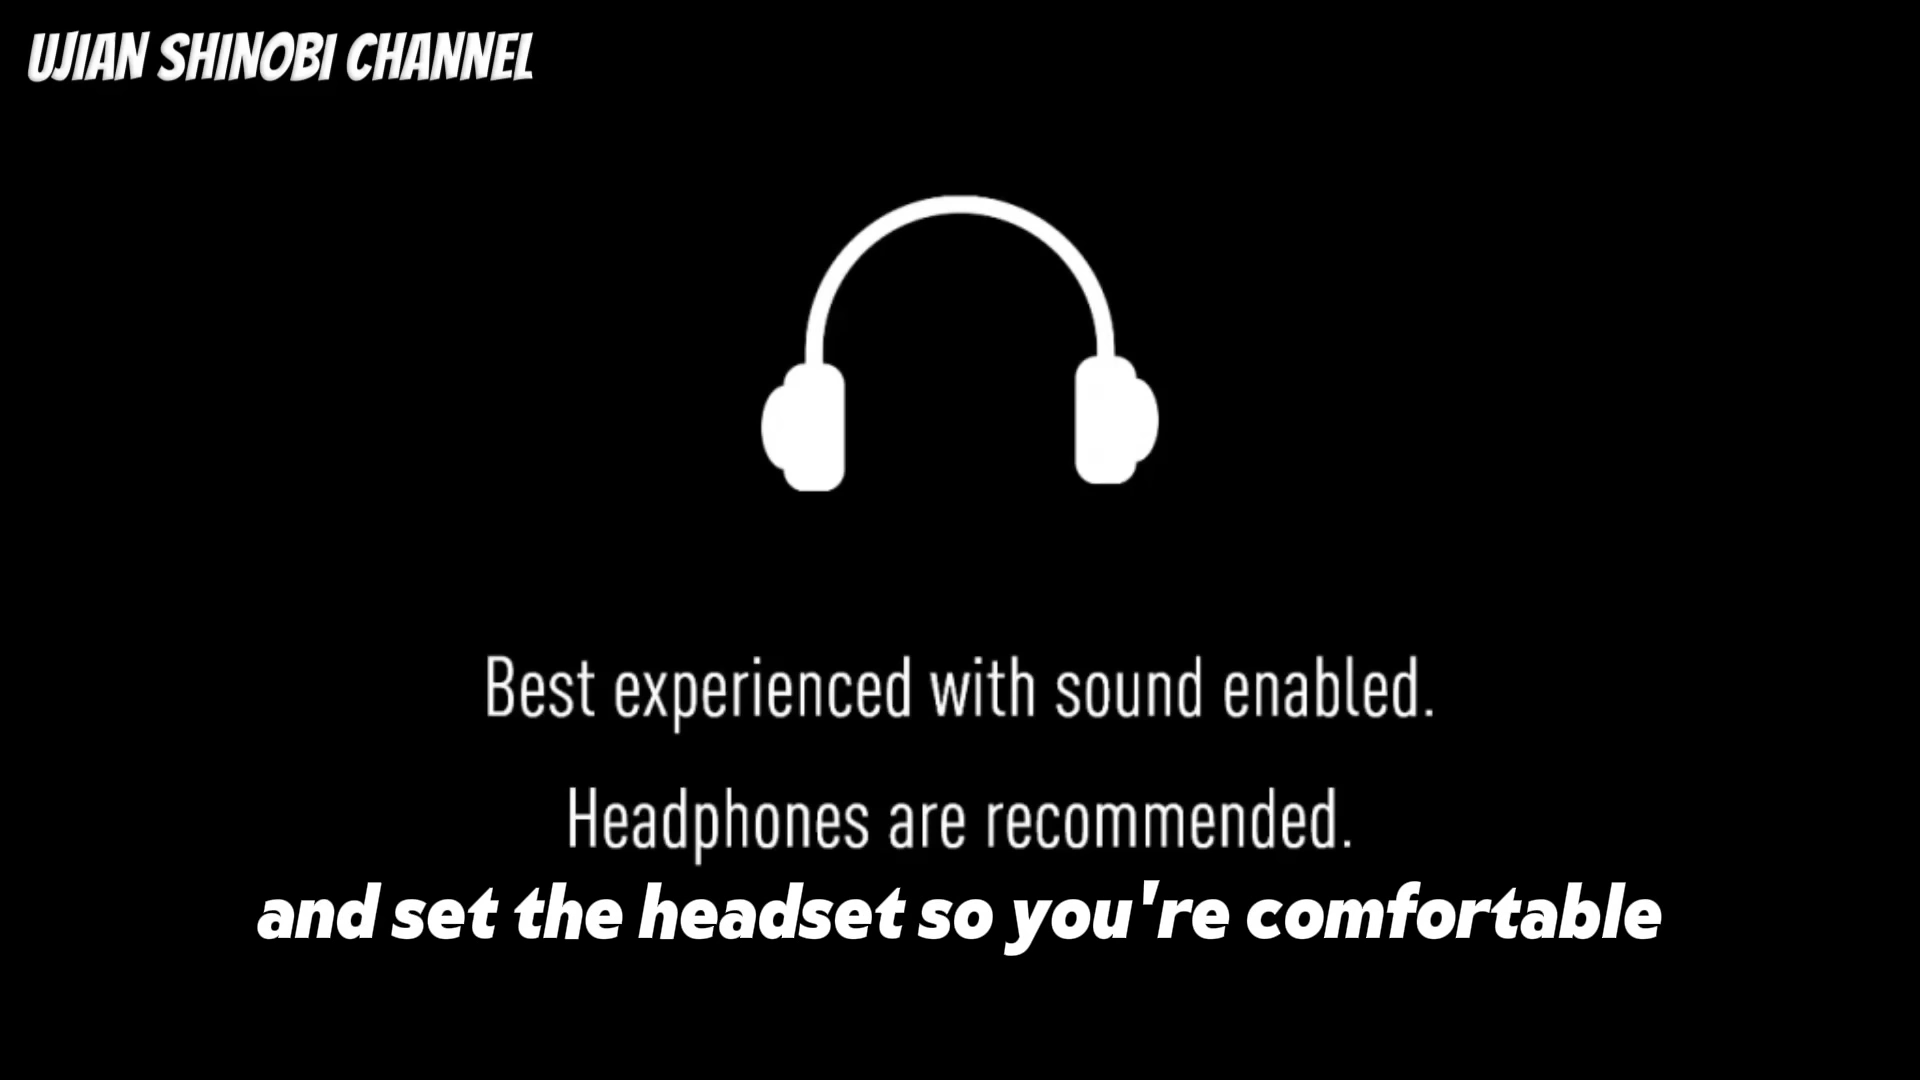 UJIAN SHINOBI CHANNEL
Best experienced with sound enabled.
Headphones are recommended.
and set the headset so you're comfortable